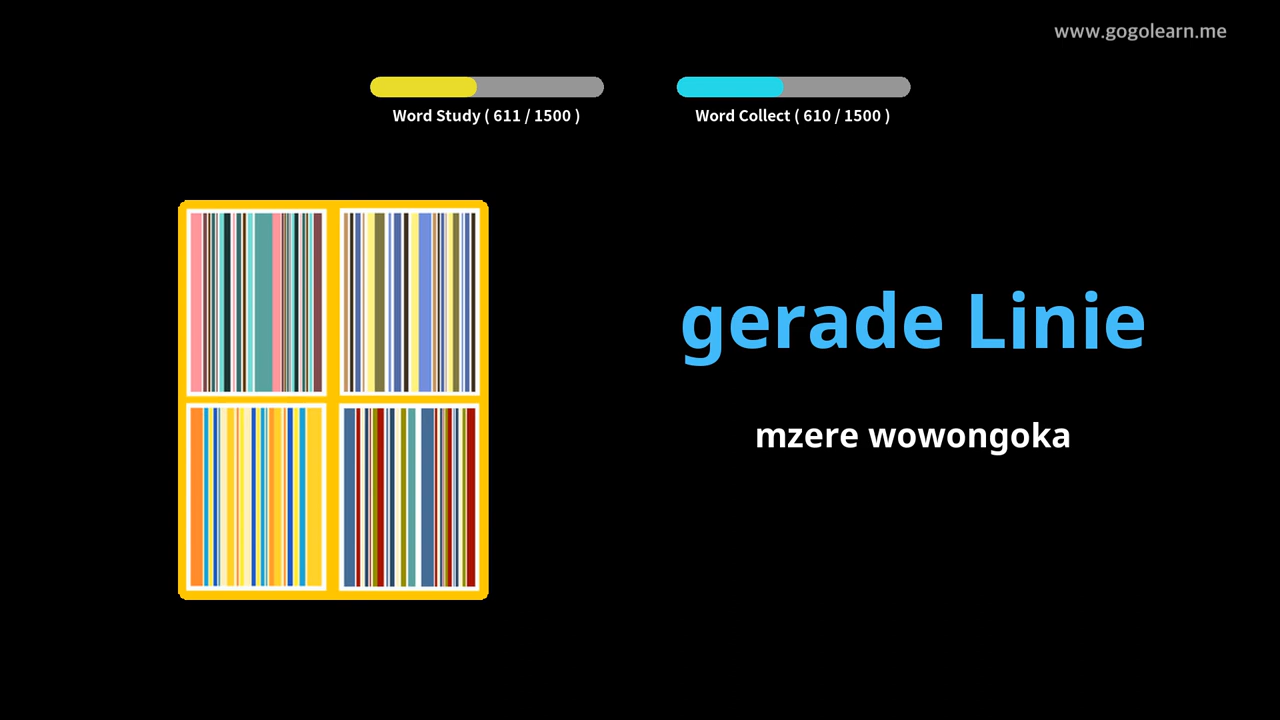 www.gogolearn.me
Word Study ( 611 / 1500 )
Word Collect ( 610 / 1500 )
gerade Linie
mzere wowongoka